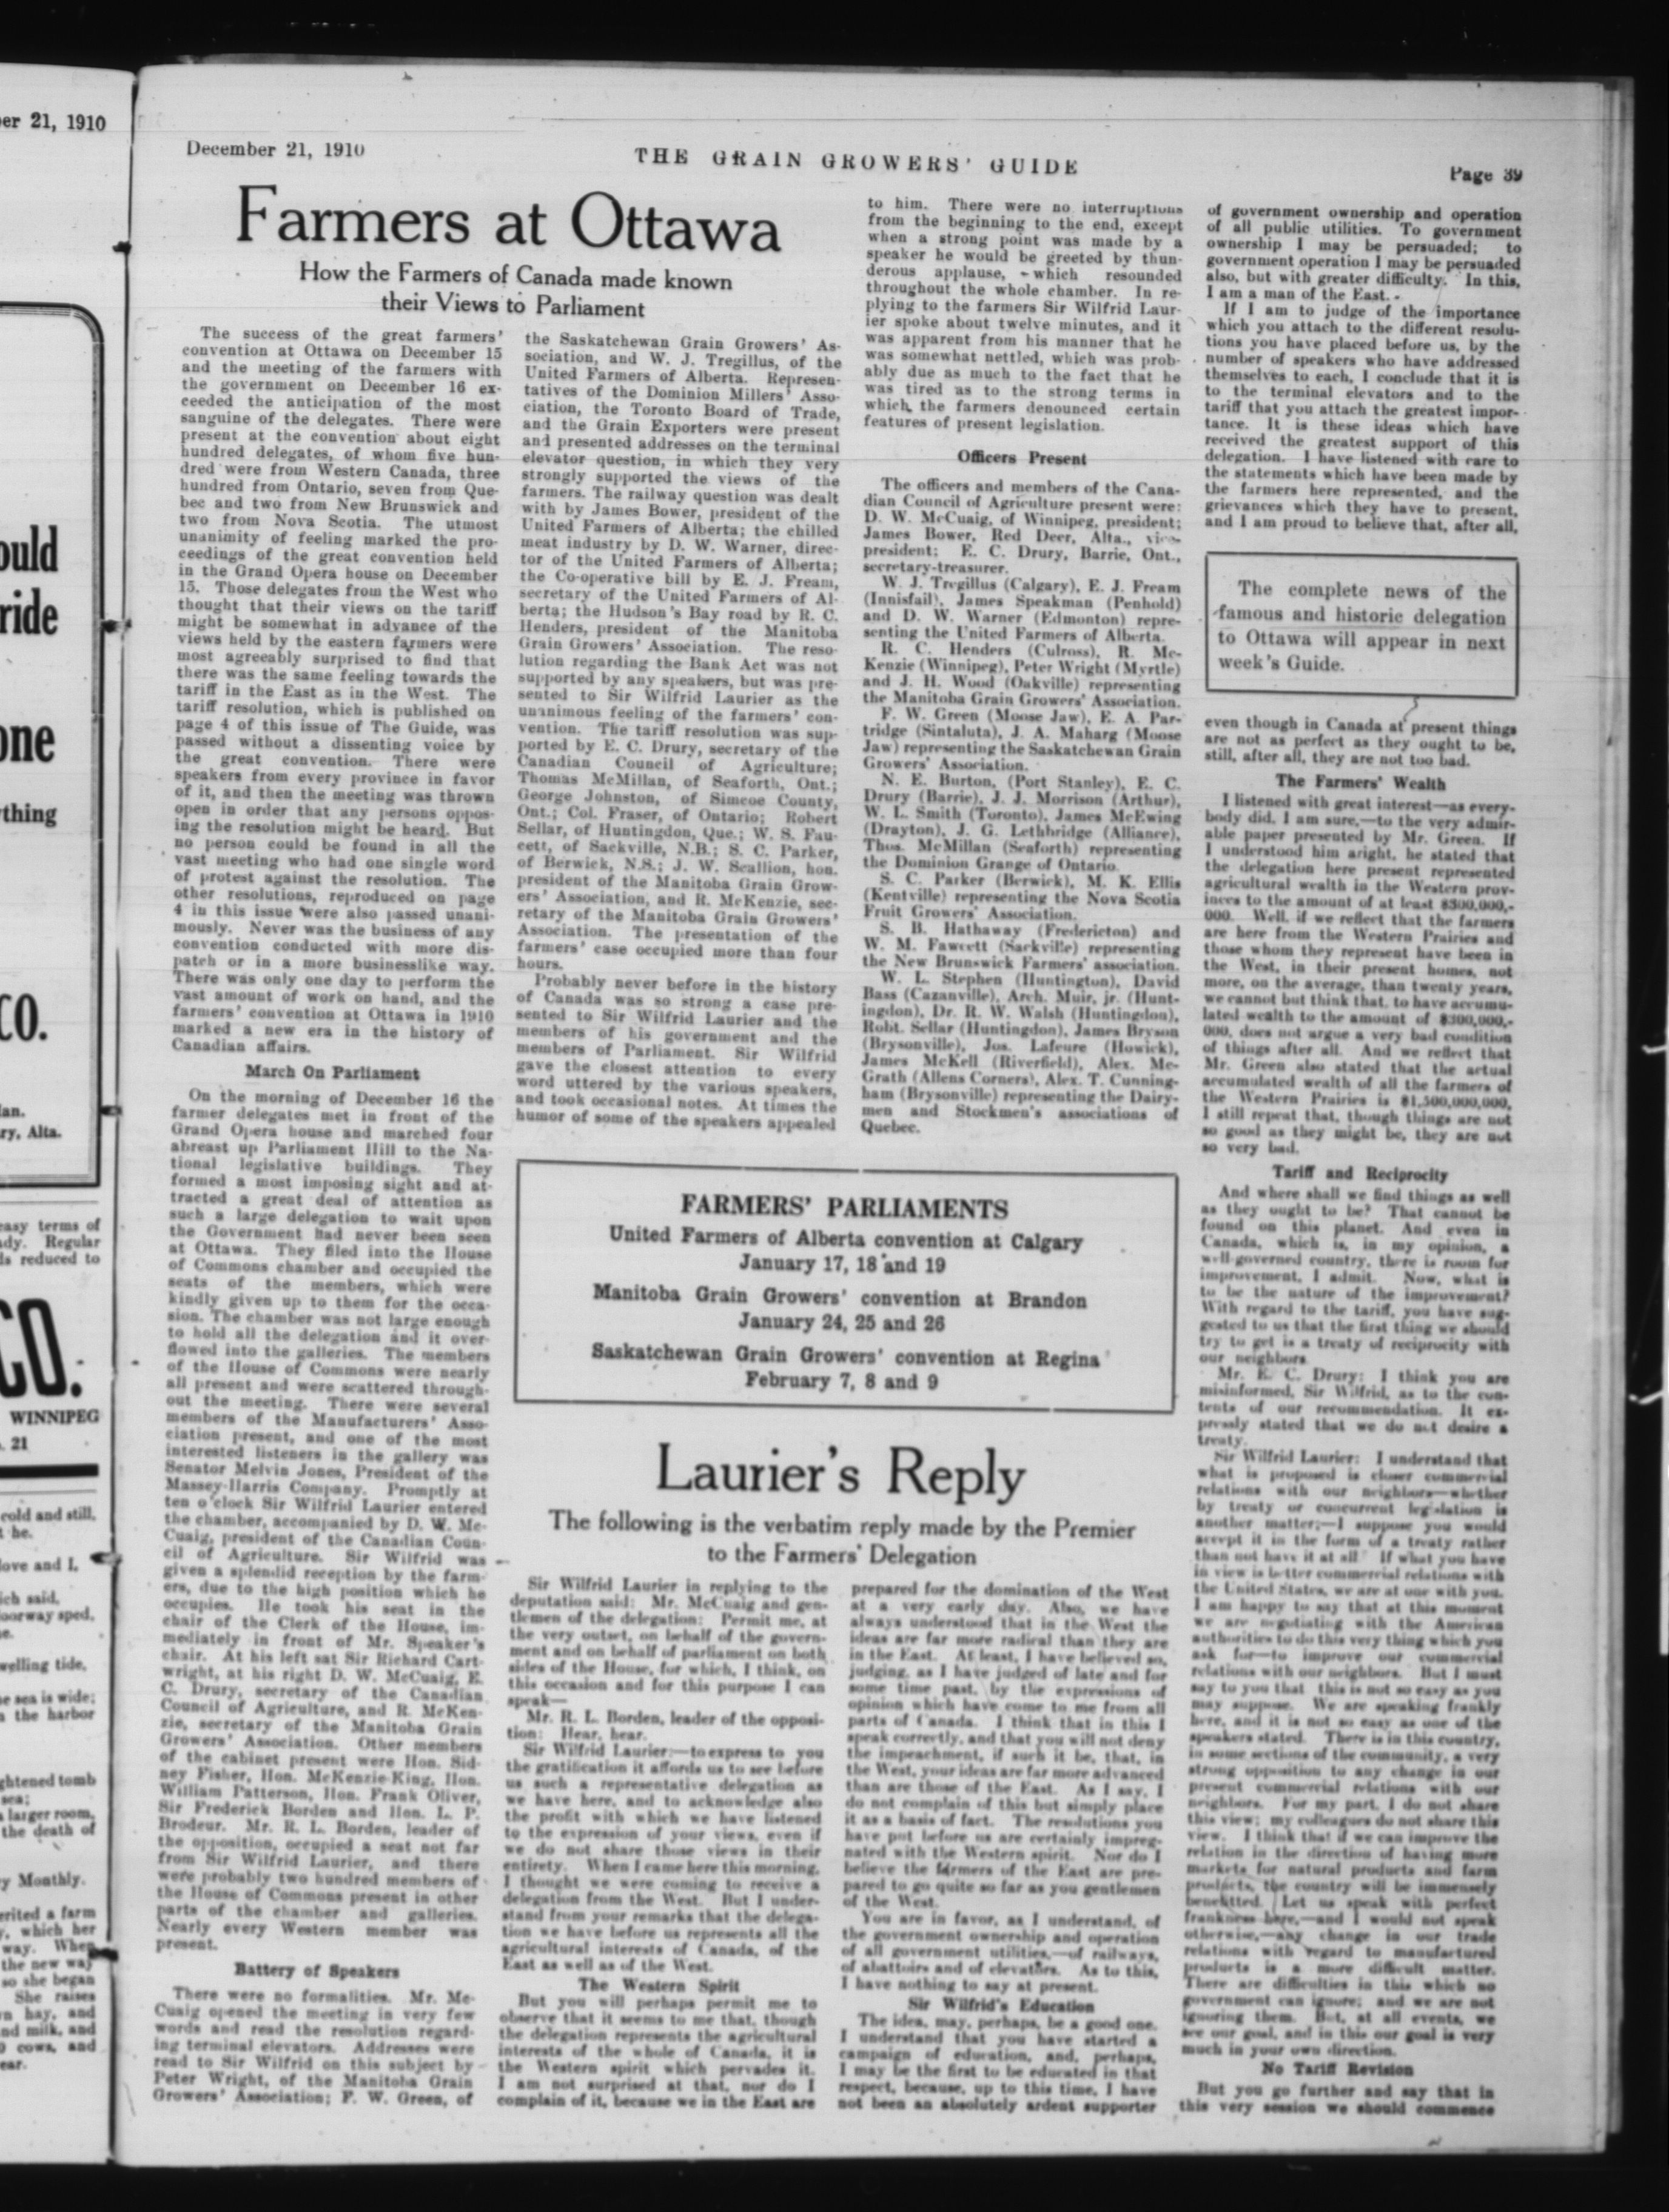 er 21, 1910
ould
ride
one
ything
CO.
lan.
ry, Alta.
easy terms of
ady. Regular
ls reduced to
CO.
WINNIPEG
. 21
cold and still,
t he.
love and I,
ich said,
oorway sped,
e.
welling tide,
e sea is wide;
n the harbor
ghtened tomb
sea;
a larger room,
the death of
y Monthly.
erited a farm
y, which her
way. When
the new way
so she began
She raises
wn hay, and
nd milk, and
0 cows, and
ear.
December 21, 1910
THE GRAIN GROWERS' GUIDE
Page 39
Farmers at Ottawa
How the Farmers of Canada made known
their Views to Parliament
The success of the great farmers'
convention at Ottawa on December 15
and the meeting of the farmers with
the government on December 16 ex-
ceeded the anticipation of the most
sanguine of the delegates. There were
present at the convention about eight
hundred delegates, of whom five hun-
dred were from Western Canada, three
hundred from Ontario, seven from Que-
bec and two from New Brunswick and
two from Nova Scotia. The utmost
unanimity of feeling marked the pro-
ceedings of the great convention held
in the Grand Opera house on December
15. Those delegates from the West who
thought that their views on the tariff
might be somewhat in advance of the
views held by the eastern farmers were
most agreeably surprised to find that
there was the same feeling towards the
tariff in the East as in the West. The
tariff resolution, which is published on
page 4 of this issue of The Guide, was
passed without a dissenting voice by
the great convention. There were
speakers from every province in favor
of it, and then the meeting was thrown
open in order that any persons oppos-
ing the resolution might be heard. But
no person could be found in all the
vast meeting who had one single word
of protest against the resolution. The
other resolutions, reproduced on page
4 in this issue were also passed unani-
mously. Never was the business of any
convention conducted with more dis-
patch or in a more businesslike way.
There was only one day to perform the
vast amount of work on hand, and the
farmers' convention at Ottawa in 1910
marked a new era in the history of
Canadian affairs.
March On Parliament
On the morning of December 16 the
farmer delegates met in front of the
Grand Opera house and marched four
abreast up Parliament Hill to the Na-
tional legislative buildings. They
formed a most imposing sight and at-
tracted a great deal of attention as
such a large delegation to wait upon
the Government had never been seen
at Ottawa. They filed into the House
of Commons chamber and occupied the
seats of the members, which were
kindly given up to them for the occa-
sion. The chamber was not large enough
to hold all the delegation and it over-
flowed into the galleries. The members
of the House of Commons were nearly
all present and were scattered through-
out the meeting. There were several
members of the Manufacturers' Asso-
ciation present, and one of the most
interested listeners in the gallery was
Senator Melvin Jones, President of the
Massey-Harris Company. Promptly at
ten o'clock Sir Wilfrid Laurier entered
the chamber, accompanied by D. W. Mc-
Cuaig, president of the Canadian Coun-
cil of Agriculture. Sir Wilfrid was
given a splendid reception by the farm-
ers, due to the high position which he
occupies. He took his seat in the
chair of the Clerk of the House, im-
mediately in front of Mr. Speaker's
chair. At his left sat Sir Richard Cart-
wright, at his right D. W. McCuaig, E.
C. Drury, secretary of the Canadian
Council of Agriculture, and R. McKen-
zie, secretary of the Manitoba Grain
Growers' Association. Other members
of the cabinet present were Hon. Sid-
ney Fisher, Hon. McKenzie-King, Hon.
William Patterson, Hon. Frank Oliver,
Sir Frederick Borden and Hon. L. P.
Brodeur. Mr. R. L. Borden, leader of
the opposition, occupied a seat not far
from Sir Wilfrid Laurier, and there
were probably two hundred members of
the House of Commons present in other
parts of the chamber and galleries.
Nearly every Western member was
present.
Battery of Speakers
There were no formalities. Mr. Mc-
Cuaig opened the meeting in very few
words and read the resolution regard-
ing terminal elevators. Addresses were
read to Sir Wilfrid on this subject by
Peter Wright, of the Manitoba Grain
Growers' Association; F. W. Green, of
the Saskatchewan Grain Growers' As-
sociation, and W. J. Tregillus, of the
United Farmers of Alberta. Represen-
tatives of the Dominion Millers' Asso-
ciation, the Toronto Board of Trade,
and the Grain Exporters were present
and presented addresses on the terminal
elevator question, in which they very
strongly supported the views of the
farmers. The railway question was dealt
with by James Bower, president of the
United Farmers of Alberta; the chilled
meat industry by D. W. Warner, direc-
tor of the United Farmers of Alberta;
the Co-operative bill by E. J. Fream,
secretary of the United Farmers of Al-
berta; the Hudson's Bay road by R. C.
Henders, president of the Manitoba
Grain Growers' Association. The reso-
lution regarding the Bank Act was not
supported by any speakers, but was pre-
sented to Sir Wilfrid Laurier as the
unanimous feeling of the farmers' con-
vention. The tariff resolution was sup-
ported by E. C. Drury, secretary of the
Canadian Council of Agriculture;
Thomas McMillan, of Seaforth, Ont.;
George Johnston, of Simcoe County,
Ont.; Col. Fraser, of Ontario; Robert
Sellar, of Huntingdon, Que.; W. S. Fau-
cett, of Sackville, N.B.; S. C. Parker,
of Berwick, N.S.; J. W. Scallion, hon.
president of the Manitoba Grain Grow-
ers' Association, and R. McKenzie, sec-
retary of the Manitoba Grain Growers'
Association. The presentation of the
farmers' case occupied more than four
hours.
Probably never before in the history
of Canada was so strong a case pre-
sented to Sir Wilfrid Laurier and the
members of his government and the
members of Parliament. Sir Wilfrid
gave the closest attention to every
word uttered by the various speakers,
and took occasional notes. At times the
humor of some of the speakers appealed
to him. There were no interruptions
from the beginning to the end, except
when a strong point was made by a
speaker he would be greeted by thun-
derous applause, which resounded
throughout the whole chamber. In re-
plying to the farmers Sir Wilfrid Laur-
ier spoke about twelve minutes, and it
was apparent from his manner that he
was somewhat nettled, which was prob-
ably due as much to the fact that he
was tired as to the strong terms in
which the farmers denounced certain
features of present legislation.
Officers Present
The officers and members of the Cana-
dian Council of Agriculture present were:
D. W. McCuaig, of Winnipeg, president;
James Bower, Red Deer, Alta., vice-
president; E. C. Drury, Barrie, Ont.,
secretary-treasurer.
W. J. Tregillus (Calgary), E. J. Fream
(Innisfail), James Speakman (Penhold)
and D. W. Warner (Edmonton) repre-
senting the United Farmers of Alberta.
R. C. Henders (Culross), R. Mc-
Kenzie (Winnipeg), Peter Wright (Myrtle)
and J. H. Wood (Oakville) representing
the Manitoba Grain Growers' Association.
F. W. Green (Moose Jaw), E. A. Par-
tridge (Sintaluta), J. A. Maharg (Moose
Jaw) representing the Saskatchewan Grain
Growers' Association.
N. E. Burton, (Port Stanley), E. C.
Drury (Barrie), J. J. Morrison (Arthur),
W. L. Smith (Toronto), James McEwing
(Drayton), J. G. Lethbridge (Alliance),
Thos. McMillan (Seaforth) representing
the Dominion Grange of Ontario.
S. C. Parker (Berwick), M. K. Ellis
(Kentville) representing the Nova Scotia
Fruit Growers' Association.
S. B. Hathaway (Fredericton) and
W. M. Fawcett (Sackville) representing
the New Brunswick Farmers' association.
W. L. Stephen (Huntington), David
Bass (Cazanville), Arch. Muir, jr. (Hunt-
ingdon), Dr. R. W. Walsh (Huntingdon),
Robt. Sellar (Huntingdon), James Bryson
(Brysonville), Jos. Lafeure (Howick),
James McKell (Riverfield), Alex. Mc-
Grath (Allens Corners), Alex. T. Cunning-
ham (Brysonville) representing the Dairy-
men and Stockmen's associations of
Quebec.
FARMERS' PARLIAMENTS
United Farmers of Alberta convention at Calgary
January 17, 18 and 19
Manitoba Grain Growers' convention at Brandon
January 24, 25 and 26
Saskatchewan Grain Growers' convention at Regina
February 7, 8 and 9
Laurier's Reply
The following is the verbatim reply made by the Premier
to the Farmers' Delegation
Sir Wilfrid Laurier in replying to the
deputation said: Mr. McCuaig and gen-
tlemen of the delegation: Permit me, at
the very outset, on behalf of the govern-
ment and on behalf of parliament on both
sides of the House, for which, I think, on
this occasion and for this purpose I can
speak—
Mr. R. L. Borden, leader of the opposi-
tion: Hear, hear.
Sir Wilfrid Laurier:—to express to you
the gratification it affords us to see before
us such a representative delegation as
we have here, and to acknowledge also
the profit with which we have listened
to the expression of your views, even if
we do not share those views in their
entirety. When I came here this morning,
I thought we were coming to receive a
delegation from the West. But I under-
stand from your remarks that the delega-
tion we have before us represents all the
agricultural interests of Canada, of the
East as well as of the West.
The Western Spirit
But you will perhaps permit me to
observe that it seems to me that, though
the delegation represents the agricultural
interests of the whole of Canada, it is
the Western spirit which pervades it.
I am not surprised at that, nor do I
complain of it, because we in the East are
prepared for the domination of the West
at a very early day. Also, we have
always understood that in the West the
ideas are far more radical than they are
in the East. At least, I have believed so,
judging, as I have judged of late and for
some time past, by the expressions of
opinion which have come to me from all
parts of Canada. I think that in this I
speak correctly, and that you will not deny
the impeachment, if such it be, that, in
the West, your ideas are far more advanced
than are those of the East. As I say, I
do not complain of this but simply place
it as a basis of fact. The resolutions you
have put before us are certainly impreg-
nated with the Western spirit. Nor do I
believe the farmers of the East are pre-
pared to go quite so far as you gentlemen
of the West.
You are in favor, as I understand, of
the government ownership and operation
of all government utilities,—of railways,
of abattoirs and of elevators. As to this,
I have nothing to say at present.
Sir Wilfrid's Education
The idea, may, perhaps, be a good one.
I understand that you have started a
campaign of education, and, perhaps,
I may be the first to be educated in that
respect, because, up to this time, I have
not been an absolutely ardent supporter
of government ownership and operation
of all public utilities. To government
ownership I may be persuaded; to
government operation I may be persuaded
also, but with greater difficulty. In this,
I am a man of the East.
If I am to judge of the importance
which you attach to the different resolu-
tions you have placed before us, by the
number of speakers who have addressed
themselves to each, I conclude that it is
to the terminal elevators and to the
tariff that you attach the greatest impor-
tance. It is these ideas which have
received the greatest support of this
delegation. I have listened with care to
the statements which have been made by
the farmers here represented, and the
grievances which they have to present,
and I am proud to believe that, after all,
The complete news of the
famous and historic delegation
to Ottawa will appear in next
week's Guide.
even though in Canada at present things
are not as perfect as they ought to be,
still, after all, they are not too bad.
The Farmers' Wealth
I listened with great interest—as every-
body did, I am sure,—to the very admir-
able paper presented by Mr. Green. If
I understood him aright, he stated that
the delegation here present represented
agricultural wealth in the Western prov-
inces to the amount of at least $300,000,-
000. Well, if we reflect that the farmers
are here from the Western Prairies and
those whom they represent have been in
the West, in their present homes, not
more, on the average, than twenty years,
we cannot but think that, to have accumu-
lated wealth to the amount of $300,000,-
000, does not argue a very bad condition
of things after all. And we reflect that
Mr. Green also stated that the actual
accumulated wealth of all the farmers of
the Western Prairies is $1,500,000,000,
I still repeat that, though things are not
so good as they might be, they are not
so very bad.
Tariff and Reciprocity
And where shall we find things as well
as they ought to be? That cannot be
found on this planet. And even in
Canada, which is, in my opinion, a
well-governed country, there is room for
improvement, I admit. Now, what is
to be the nature of the improvement?
With regard to the tariff, you have sug-
gested to us that the first thing we should
try to get is a treaty of reciprocity with
our neighbors.
Mr. E. C. Drury: I think you are
misinformed, Sir Wilfrid, as to the con-
tents of our recommendation. It ex-
pressly stated that we do not desire a
treaty.
Sir Wilfrid Laurier: I understand that
what is proposed is closer commercial
relations with our neighbors—whether
by treaty or concurrent legislation is
another matter;—I suppose you would
accept it in the form of a treaty rather
than not have it at all. If what you have
in view is better commercial relations with
the United States, we are at one with you.
I am happy to say that at this moment
we are negotiating with the American
authorities to do this very thing which you
ask for—to improve our commercial
relations with our neighbors. But I must
say to you that this is not so easy as you
may suppose. We are speaking frankly
here, and it is not so easy as one of the
speakers stated. There is in this country,
in some sections of the community, a very
strong opposition to any change in our
present commercial relations with our
neighbors. For my part, I do not share
this view; my colleagues do not share this
view. I think that if we can improve the
relation in the direction of having more
markets for natural products and farm
products, the country will be immensely
benefitted. Let us speak with perfect
frankness here,—and I would not speak
otherwise,—any change in our trade
relations with regard to manufactured
products is a more difficult matter.
There are difficulties in this which no
government can ignore; and we are not
ignoring them. But, at all events, we
see our goal, and in this our goal is very
much in your own direction.
No Tariff Revision
But you go further and say that in
this very session we should commence